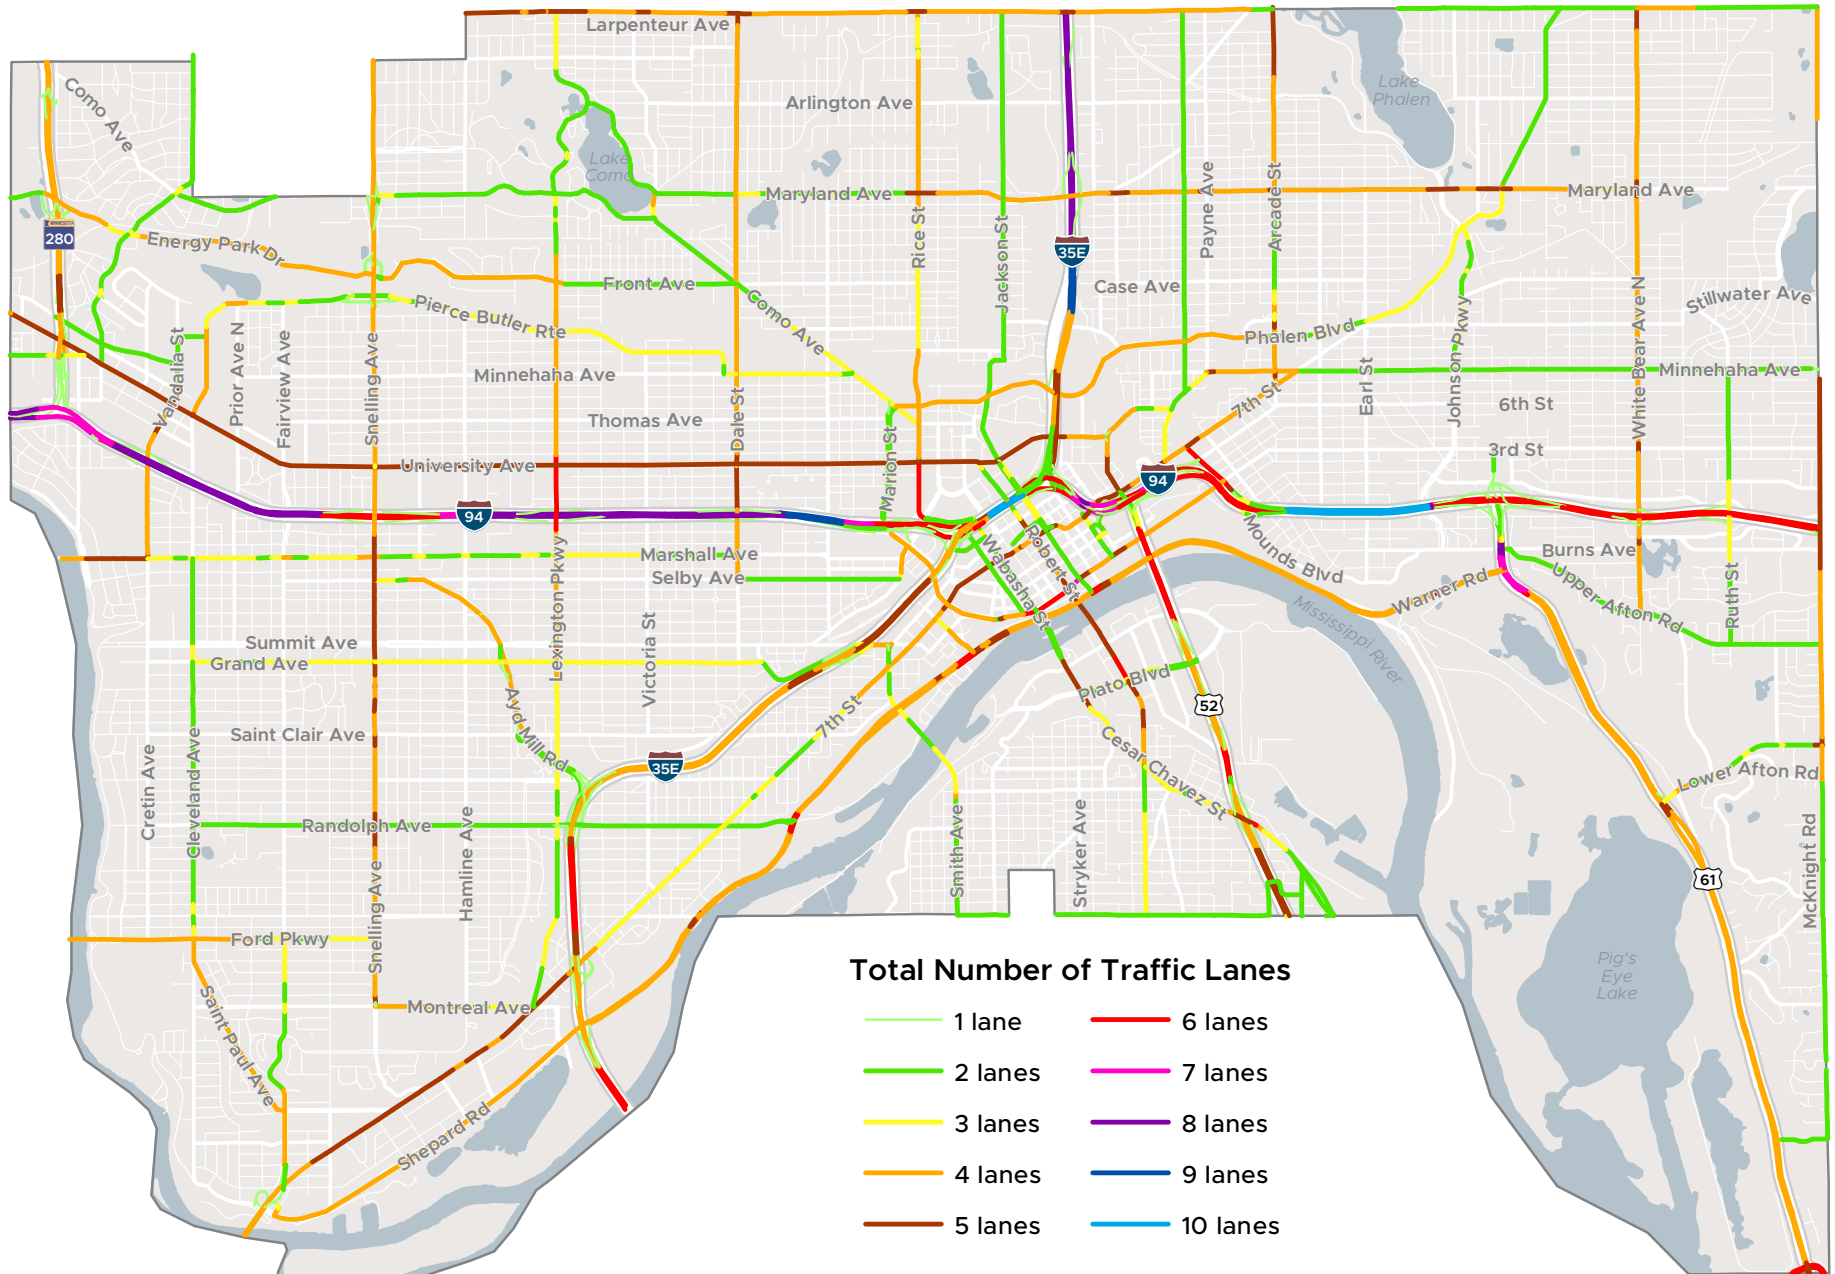 Larpenteur Ave
Como Ave
Lake
Phalen
Arlington Ave
Lake
Como
Maryland Ave
Maryland Ave
MINNESOTA
280
Energy Park Dr
Rice St
Jackson St
35E
Payne Ave
Arcade St
Front Ave
Case Ave
Pierce Butler Rte
Como Ave
Phalen Blvd
Johnson Pkwy
White Bear Ave N
Stillwater Ave
Wandalia St
Prior Ave N
Fairview Ave
Snelling Ave
Minnehaha Ave
Minnehaha Ave
Dale St
Thomas Ave
Marion St
7th St
Earl St
6th St
3rd St
University Ave
94
94
Marshall Ave
Selby Ave
Wabasha St
Robert St
Mounds Blvd
Burns Ave
Warner Rd
Upper Afton Rd
Ruth St
Mississippi River
Lexington Pkwy
Victoria St
Summit Ave
Grand Ave
Plato Blvd
52
Ayd Mill Rd
7th St
35E
Saint Clair Ave
Cesar Chavez St
Lower Afton Rd
Cretin Ave
Cleveland Ave
Randolph Ave
Hamline Ave
Snelling Ave
Smith Ave
Stryker Ave
61
McKnight Rd
Ford Pkwy
Pig's
Eye
Lake
Saint Paul Ave
Montreal Ave
Shepard Rd
Total Number of Traffic Lanes
1 lane
2 lanes
3 lanes
4 lanes
5 lanes
6 lanes
7 lanes
8 lanes
9 lanes
10 lanes